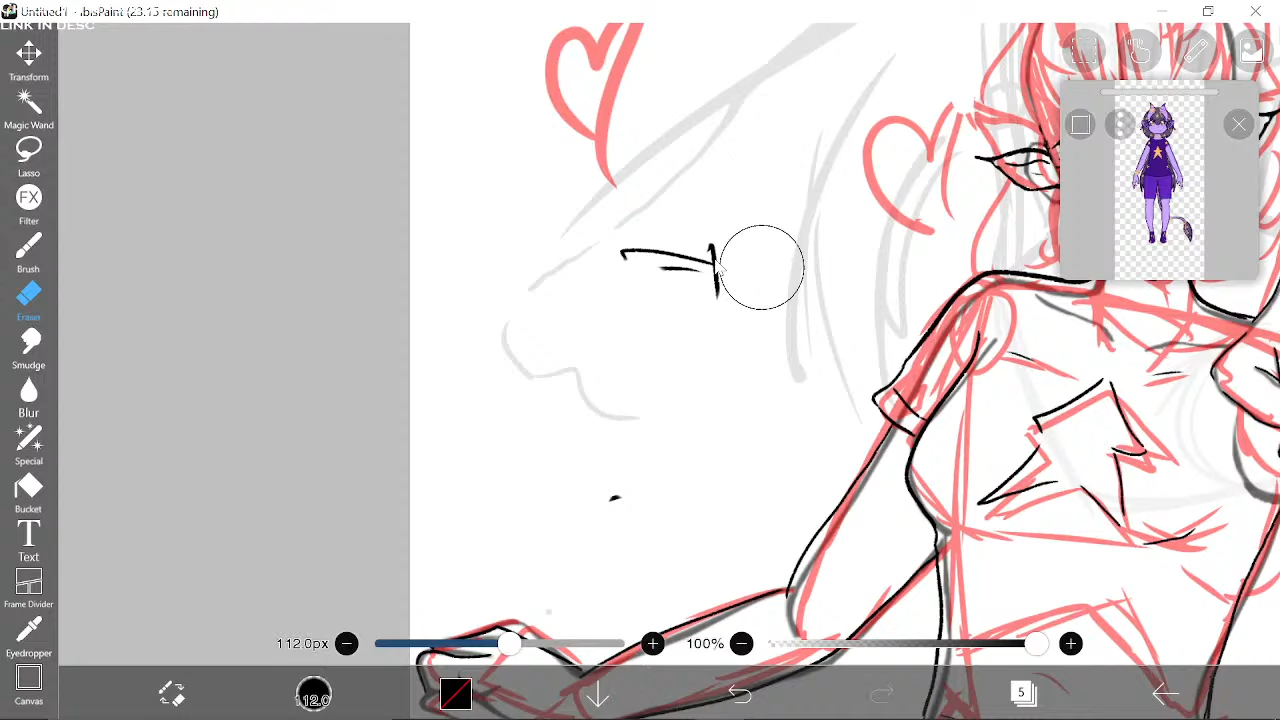 Untitled1 - ibisPaint (23:15 remaining)
LINK IN DESC
Transform
Magic Wand
Lasso
FX
Filter
Brush
Eraser
Smudge
Blur
Special
Bucket
T
Text
Frame Divider
Eyedropper
Canvas
112.0px
100%
12.0
5